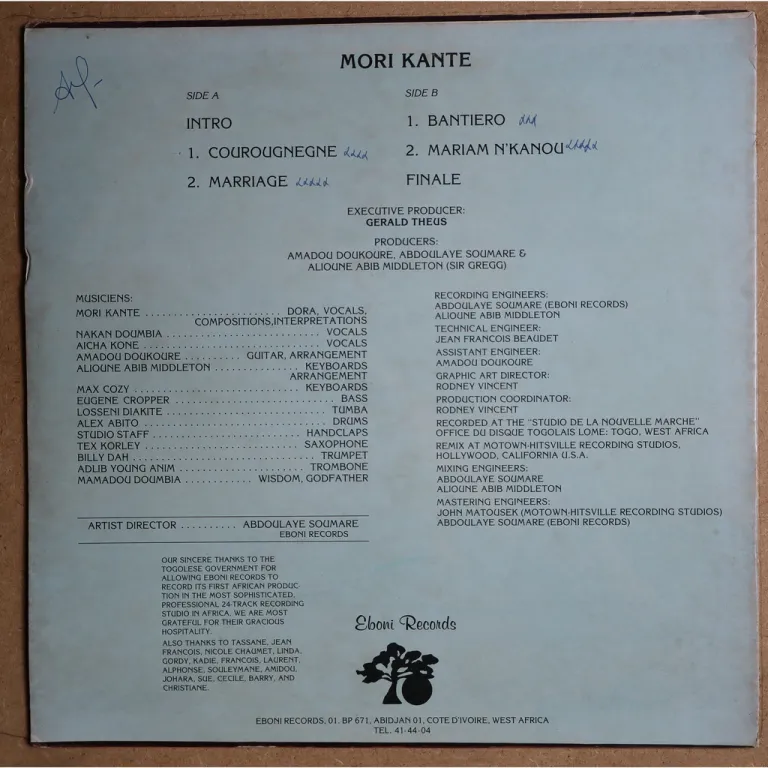 MORI KANTE
SIDE A
INTRO
1. COUROUGNEGNE
2. MARRIAGE
SIDE B
1. BANTIERO
2. MARIAM N'KANOU
FINALE
EXECUTIVE PRODUCER:
GERALD THEUS
PRODUCERS:
AMADOU DOUKOURE, ABDOULAYE SOUMARE &
ALIOUNE ABIB MIDDLETON (SIR GREGG)
MUSICIENS:
MORI KANTE ...................... DORA, VOCALS,
COMPOSITIONS,INTERPRETATIONS
NAKAN DOUMBIA ........................ VOCALS
AICHA KONE ............................ VOCALS
AMADOU DOUKOURE ......... GUITAR, ARRANGEMENT
ALIOUNE ABIB MIDDLETON ............. KEYBOARDS
ARRANGEMENT
MAX COZY .......................... KEYBOARDS
EUGENE CROPPER ......................... BASS
LOSSENI DIAKITE ......................... TUMBA
ALEX ABITO ............................. DRUMS
STUDIO STAFF ....................... HANDCLAPS
TEX KORLEY ........................ SAXOPHONE
BILLY DAH ............................ TRUMPET
ADLIB YOUNG ANIM .................. TROMBONE
MAMADOU DOUMBIA ........... WISDOM, GODFATHER
ARTIST DIRECTOR .......... ABDOULAYE SOUMARE
EBONI RECORDS
OUR SINCERE THANKS TO THE
TOGOLESE GOVERNMENT FOR
ALLOWING EBONI RECORDS TO
RECORD ITS FIRST AFRICAN PRODUC-
TION IN THE MOST SOPHISTICATED,
PROFESSIONAL 24-TRACK RECORDING
STUDIO IN AFRICA. WE ARE MOST
GRATEFUL FOR THEIR GRACIOUS
HOSPITALITY.
ALSO THANKS TO TASSANE, JEAN
FRANCOIS, NICOLE CHAUMET, LINDA,
GORDY, KADIE, FRANCOIS, LAURENT,
ALPHONSE, SOULEYMANE, AMIDOU,
JOHARA, SUE, CECILE, BARRY, AND
CHRISTIANE.
RECORDING ENGINEERS:
ABDOULAYE SOUMARE (EBONI RECORDS)
ALIOUNE ABIB MIDDLETON
TECHNICAL ENGINEER:
JEAN FRANCOIS BEAUDET
ASSISTANT ENGINEER:
AMADOU DOUKOURE
GRAPHIC ART DIRECTOR:
RODNEY VINCENT
PRODUCTION COORDINATOR:
RODNEY VINCENT
RECORDED AT THE "STUDIO DE LA NOUVELLE MARCHE"
OFFICE DU DISQUE TOGOLAIS LOME: TOGO, WEST AFRICA
REMIX AT MOTOWN-HITSVILLE RECORDING STUDIOS,
HOLLYWOOD, CALIFORNIA U.S.A.
MIXING ENGINEERS:
ABDOULAYE SOUMARE
ALIOUNE ABIB MIDDLETON
MASTERING ENGINEERS:
JOHN MATOUSEK (MOTOWN-HITSVILLE RECORDING STUDIOS)
ABDOULAYE SOUMARE (EBONI RECORDS)
Eboni Records
EBONI RECORDS, 01. BP 671, ABIDJAN 01, COTE D'IVOIRE, WEST AFRICA
TEL. 41-44-04